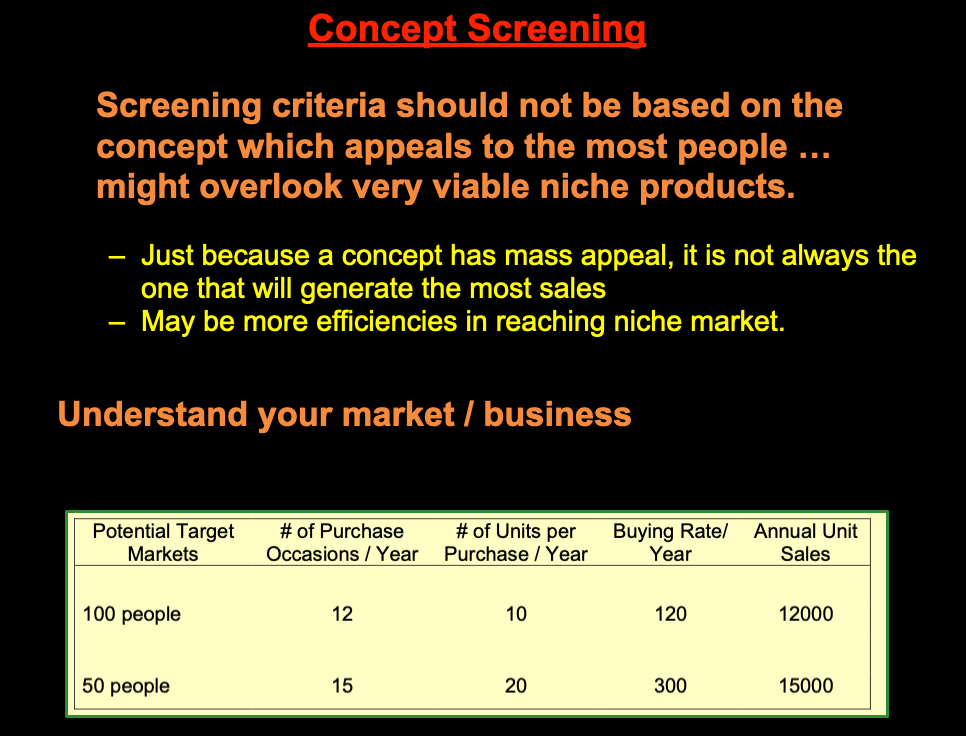 Concept Screening
Screening criteria should not be based on the
concept which appeals to the most people …
might overlook very viable niche products.
– Just because a concept has mass appeal, it is not always the
one that will generate the most sales
– May be more efficiencies in reaching niche market.
Understand your market / business
Potential Target Markets # of Purchase Occasions / Year # of Units per Purchase / Year Buying Rate/ Year Annual Unit Sales
100 people 12 10 120 12000
50 people 15 20 300 15000